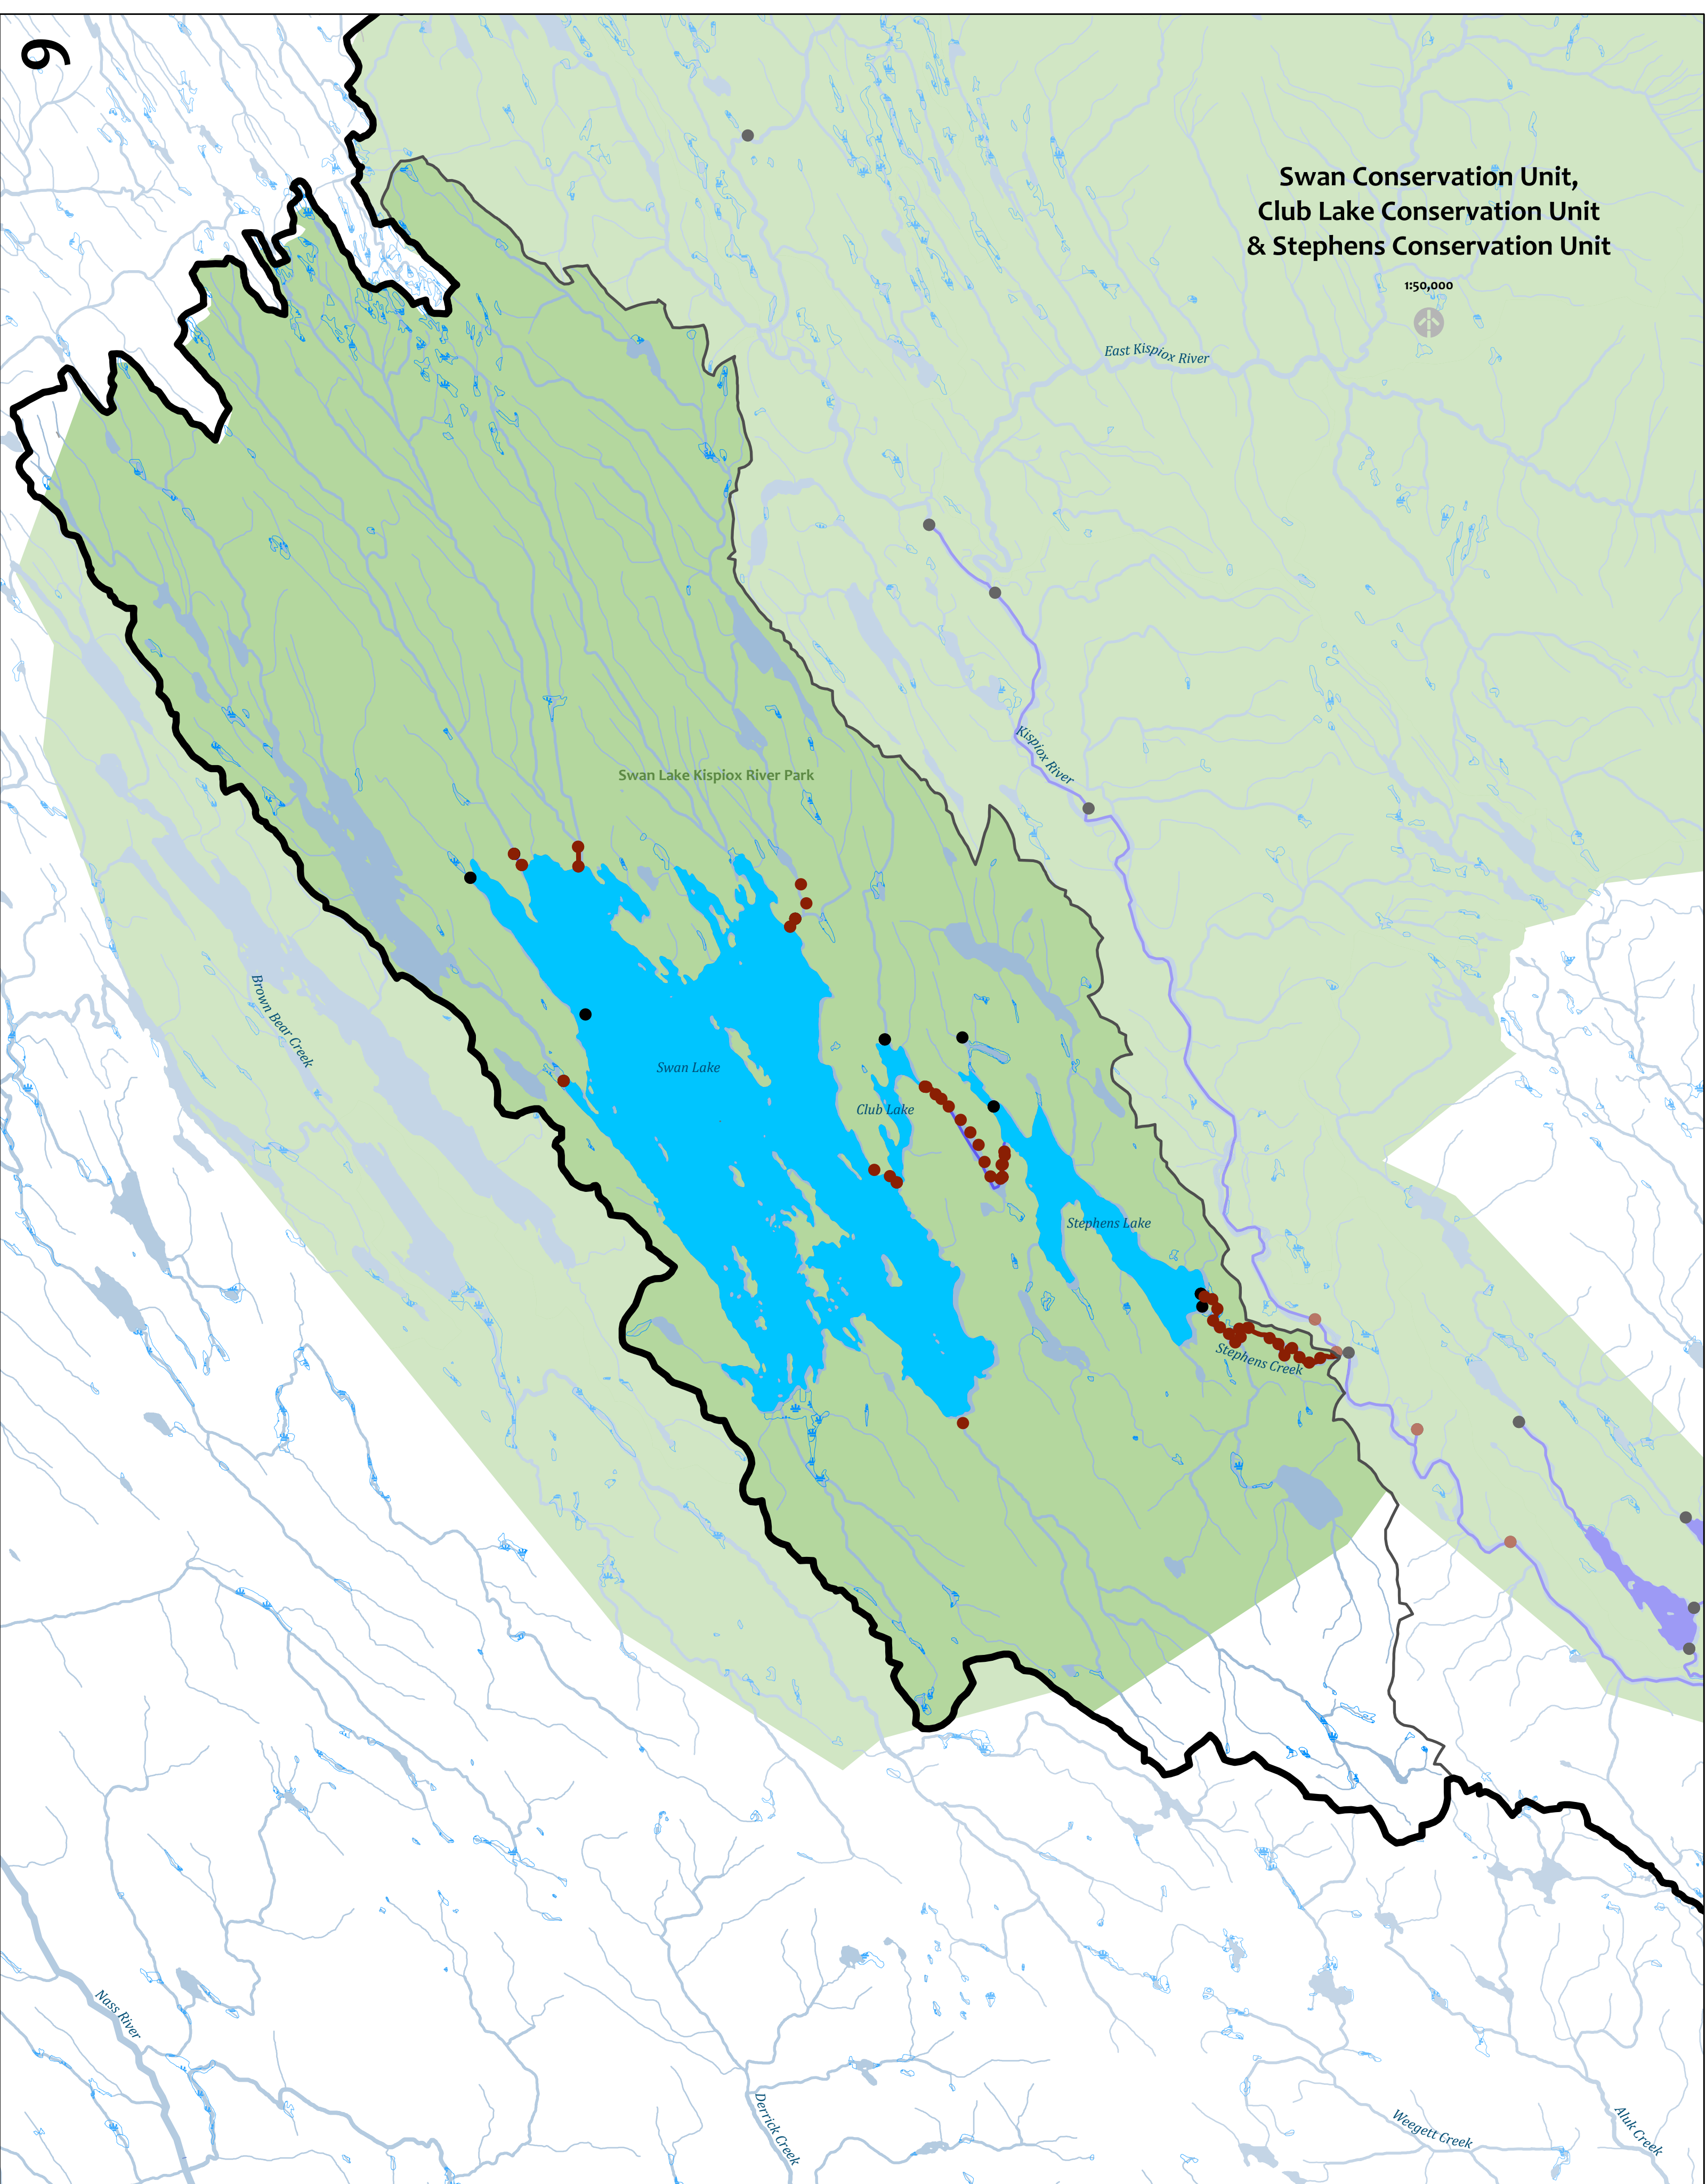 9
Swan Conservation Unit,
Club Lake Conservation Unit
& Stephens Conservation Unit
1:50,000
East Kispiox River
Kispiox River
Swan Lake Kispiox River Park
Brown Bear Creek
Swan Lake
Club Lake
Stephens Lake
Stephens Creek
Nass River
Derrick Creek
Weegett Creek
Aluk Creek